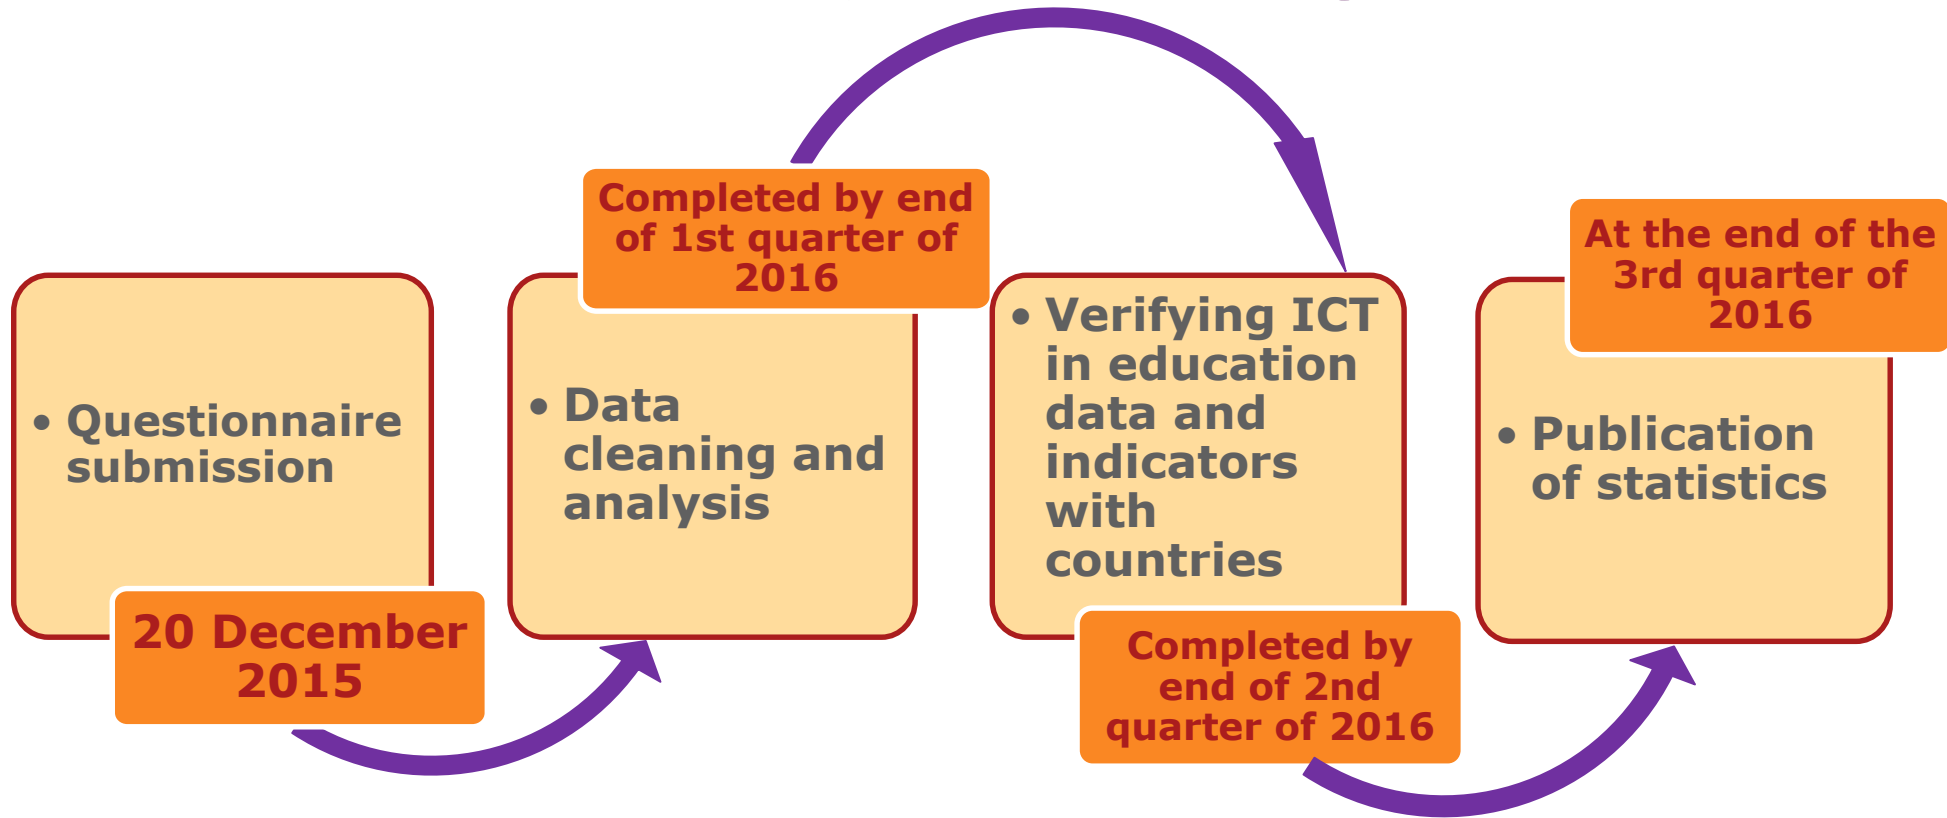 • Questionnaire
submission
20 December
2015
Completed by end
of 1st quarter of
2016
• Data
cleaning and
analysis
• Verifying ICT
in education
data and
indicators
with
countries
Completed by
end of 2nd
quarter of 2016
At the end of the
3rd quarter of
2016
• Publication
of statistics